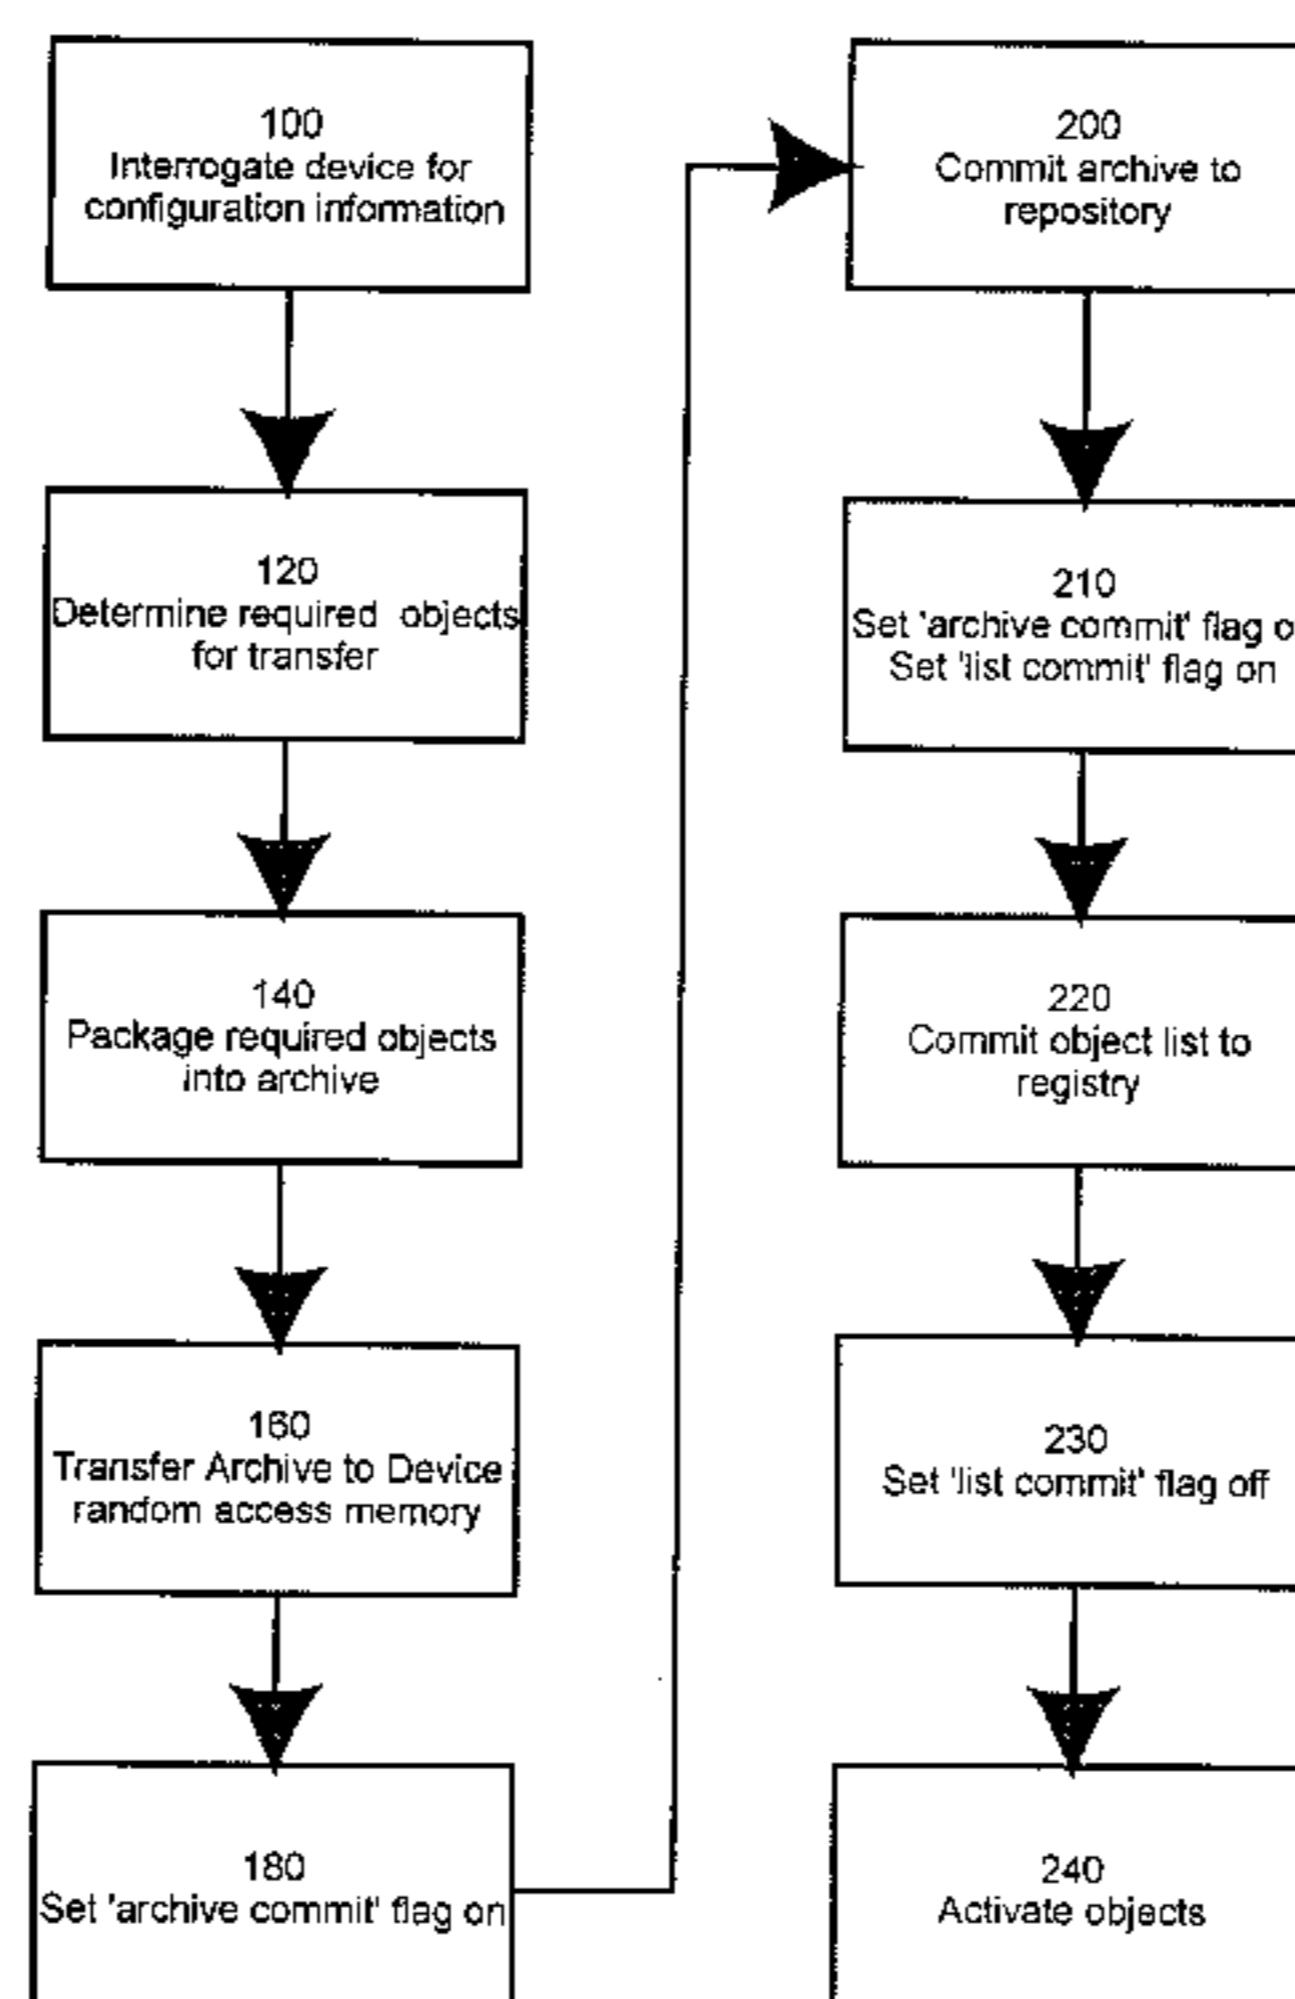 100
Interrogate device for
configuration information
120
Determine required objects
for transfer
140
Package required objects
into archive
160
Transfer Archive to Device
random access memory
180
Set 'archive commit' flag on
200
Commit archive to
repository
210
Set 'archive commit' flag
Set 'list commit' flag on
220
Commit object list to
registry
230
Set 'list commit' flag off
240
Activate objects